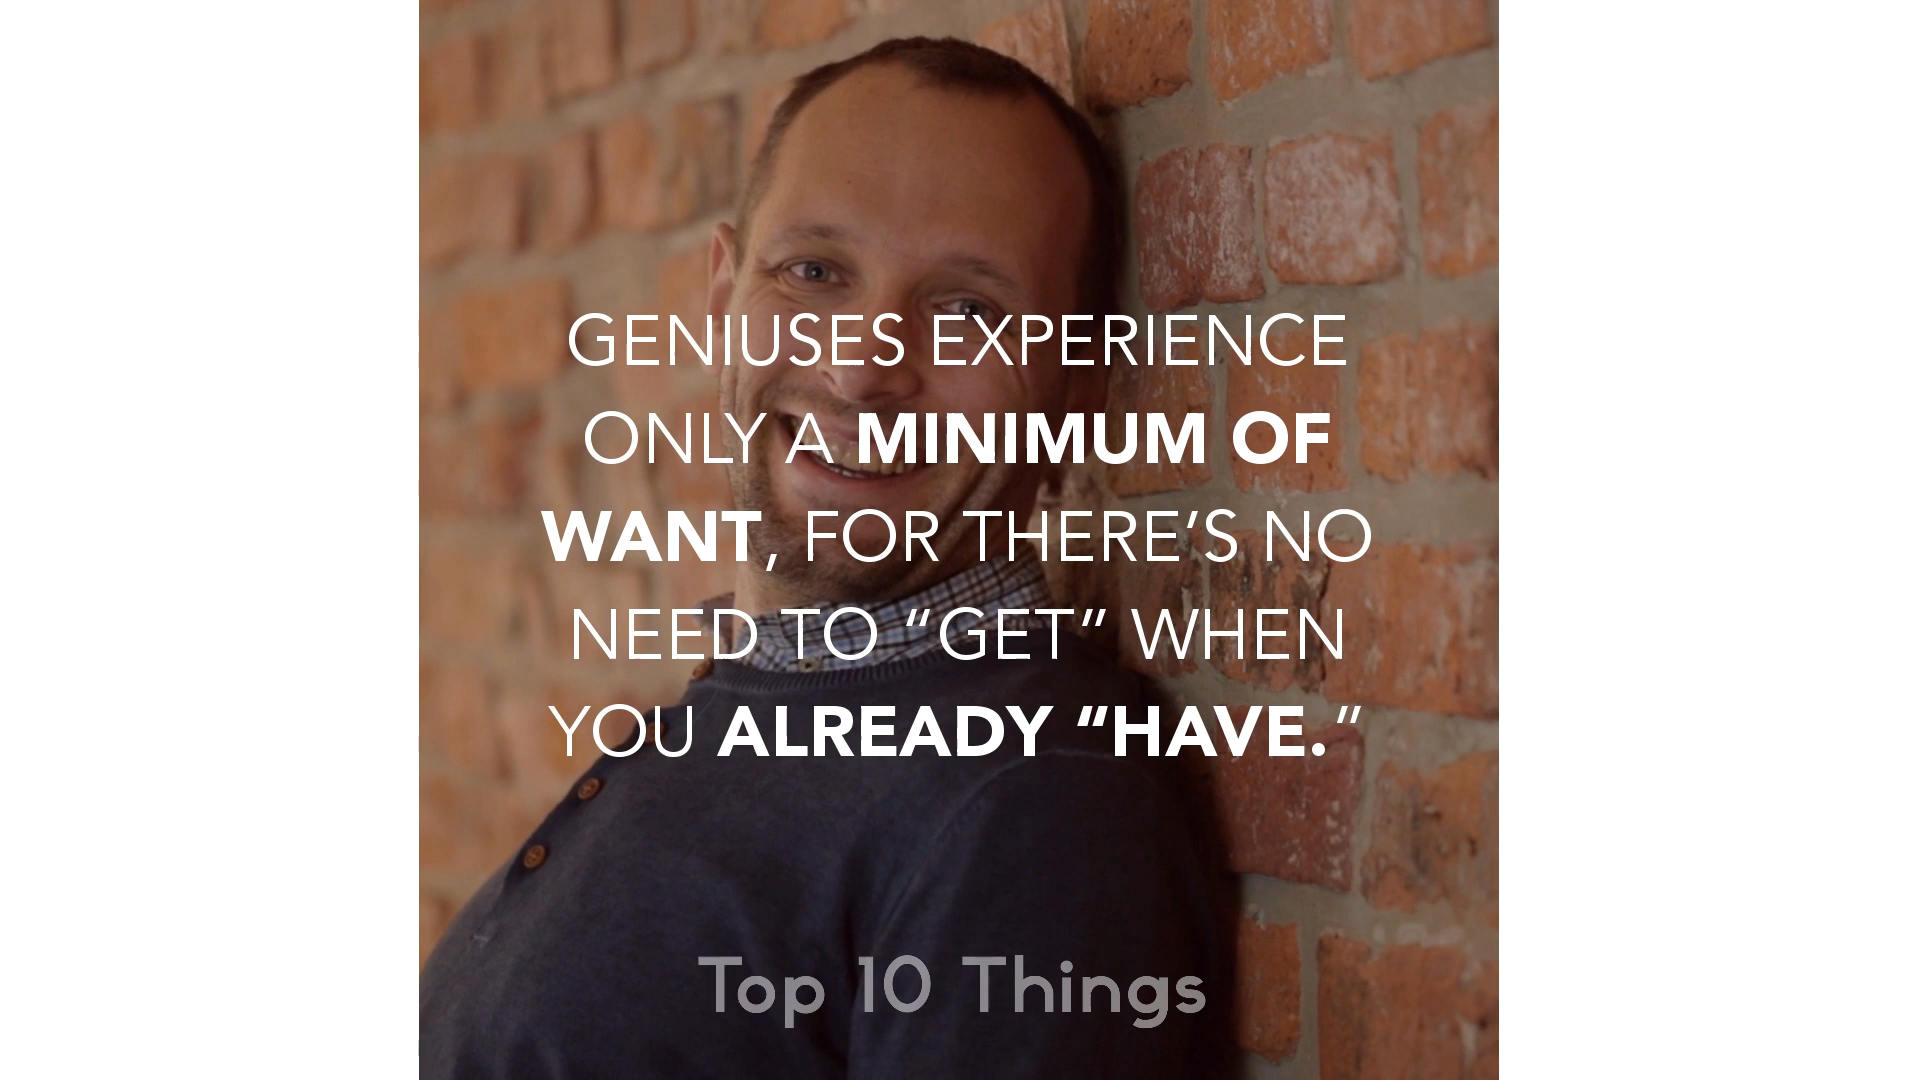 GENIUSES EXPERIENCE
ONLY A MINIMUM OF
WANT, FOR THERE’S NO
NEED TO “GET” WHEN
YOU ALREADY “HAVE.”
Top 10 Things